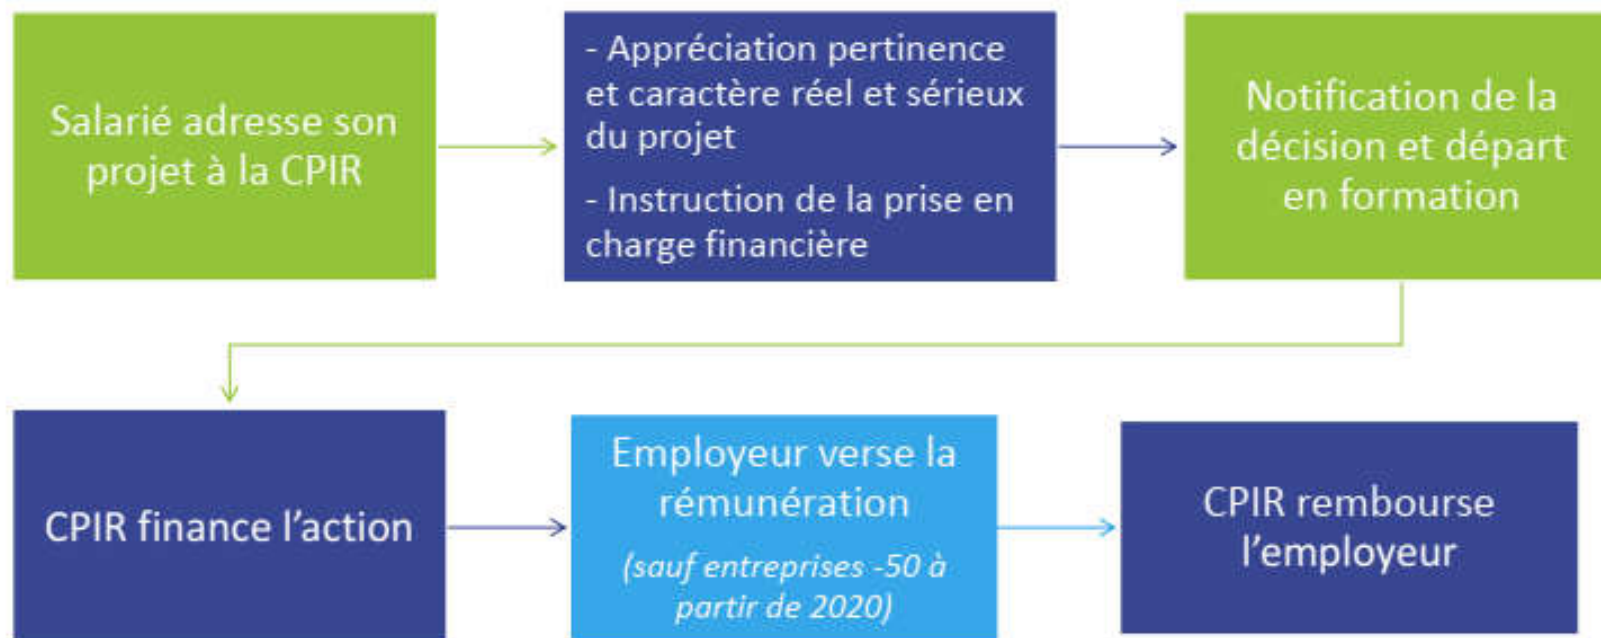 Salarié adresse son
projet à la CPIR
- Appréciation pertinence
et caractère réel et sérieux
du projet
- Instruction de la prise en
charge financière
Notification de la
décision et départ
en formation
CPIR finance l'action
Employeur verse la
rémunération
(sauf entreprises -50 à
partir de 2020)
CPIR rembourse
l'employeur